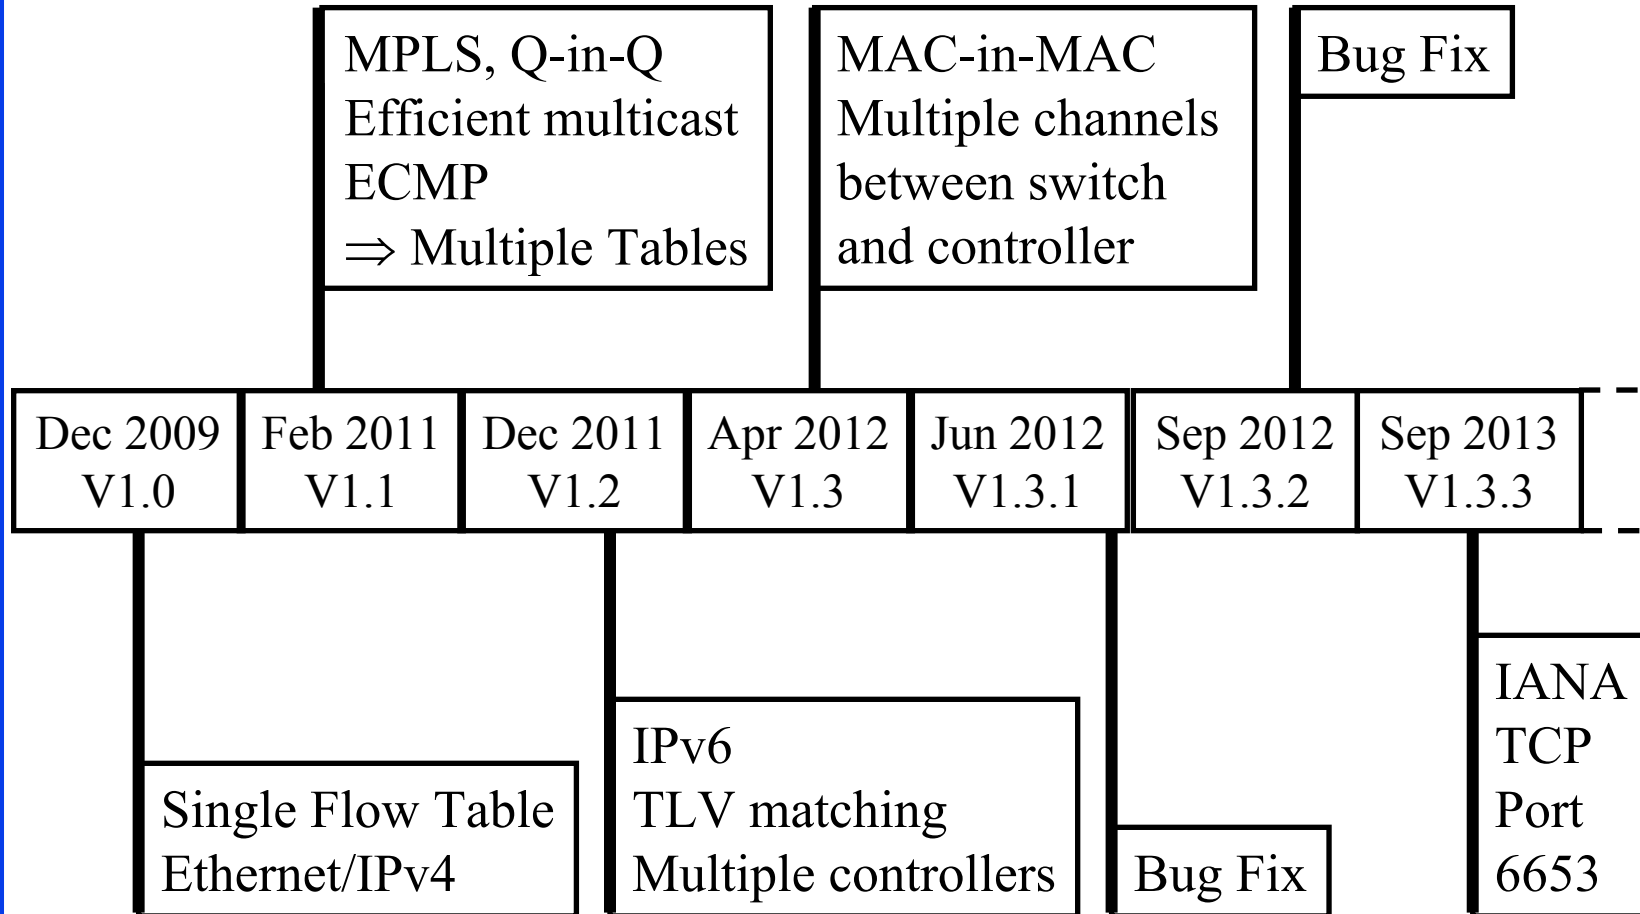 MPLS, Q-in-Q
Efficient multicast
ECMP
⇒ Multiple Tables
MAC-in-MAC
Multiple channels
between switch
and controller
Bug Fix
Dec 2009
V1.0
Feb 2011
V1.1
Dec 2011
V1.2
Apr 2012
V1.3
Jun 2012
V1.3.1
Sep 2012
V1.3.2
Sep 2013
V1.3.3
Single Flow Table
Ethernet/IPv4
IPv6
TLV matching
Multiple controllers
Bug Fix
IANA
TCP
Port
6653